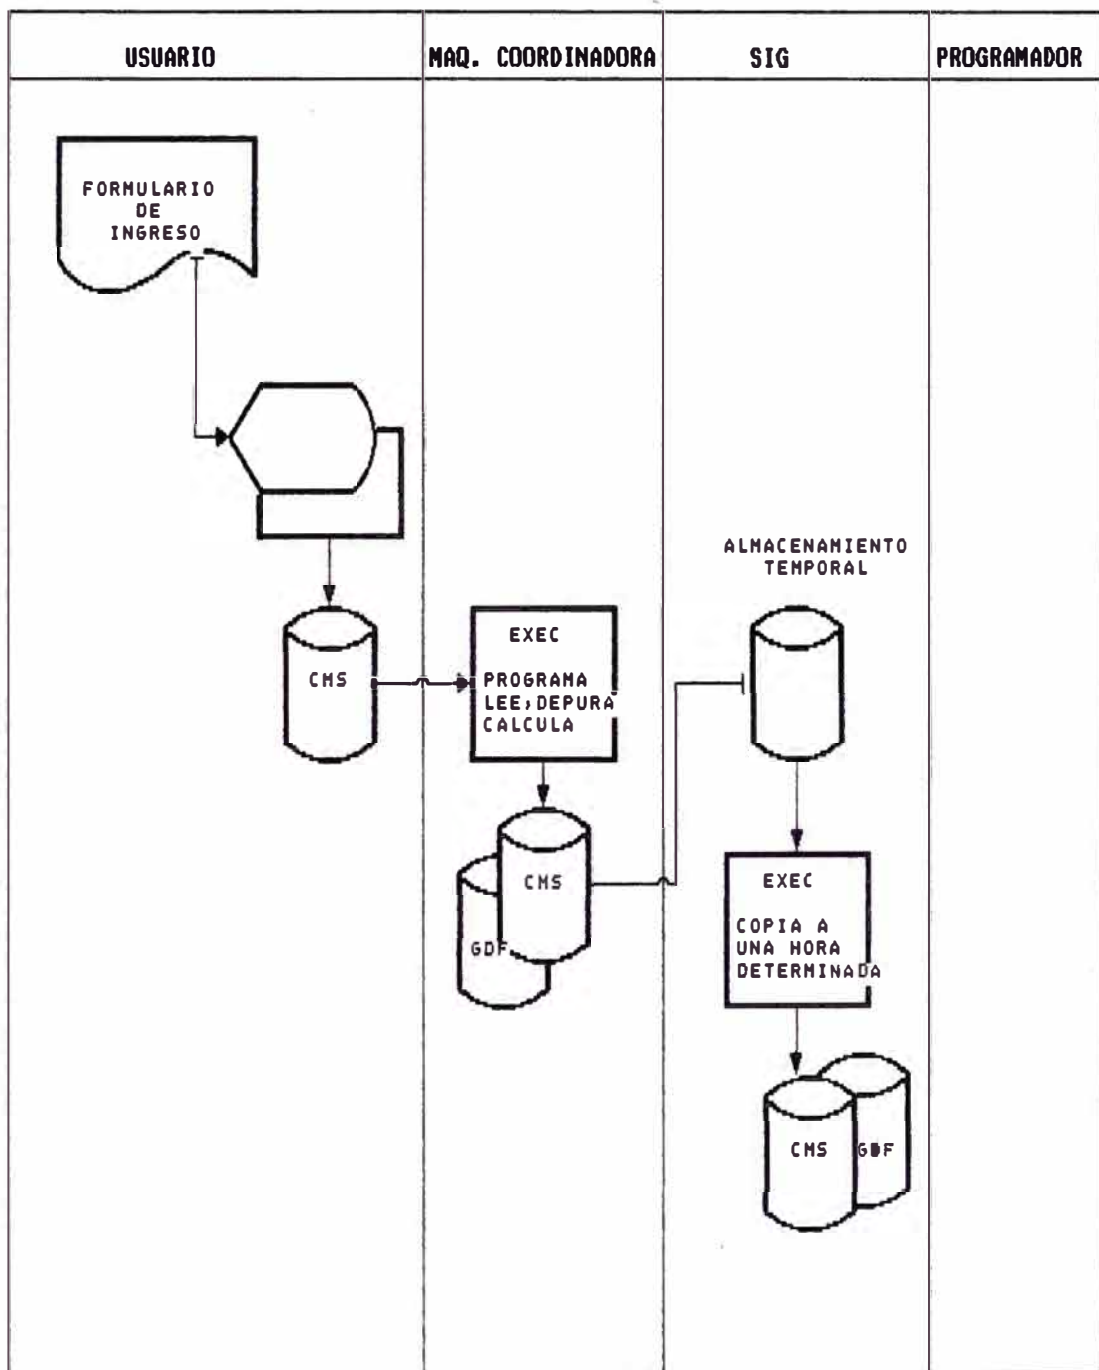 USUARIO
MAQ. COORDINADORA
SIG
PROGRAMADOR
FORMULARIO
DE
INGRESO
CMS
EXEC
PROGRAMA
LEE,DEPURA
CALCULA
CMS
GDF
ALMACENAMIENTO
TEMPORAL
EXEC
COPIA A
UNA HORA
DETERMINADA
CMS
GDF